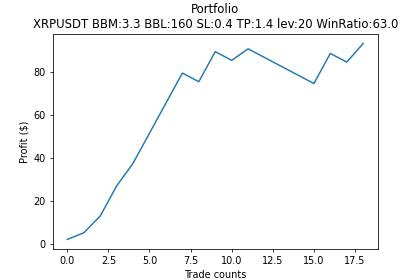 Portfolio
XRPUSDT BBM:3.3 BBL:160 SL:0.4 TP:1.4 lev:20 WinRatio:63.0
80
60
40
20
0
Profit ($)
0.0 2.5 5.0 7.5 10.0 12.5 15.0 17.5
Trade counts